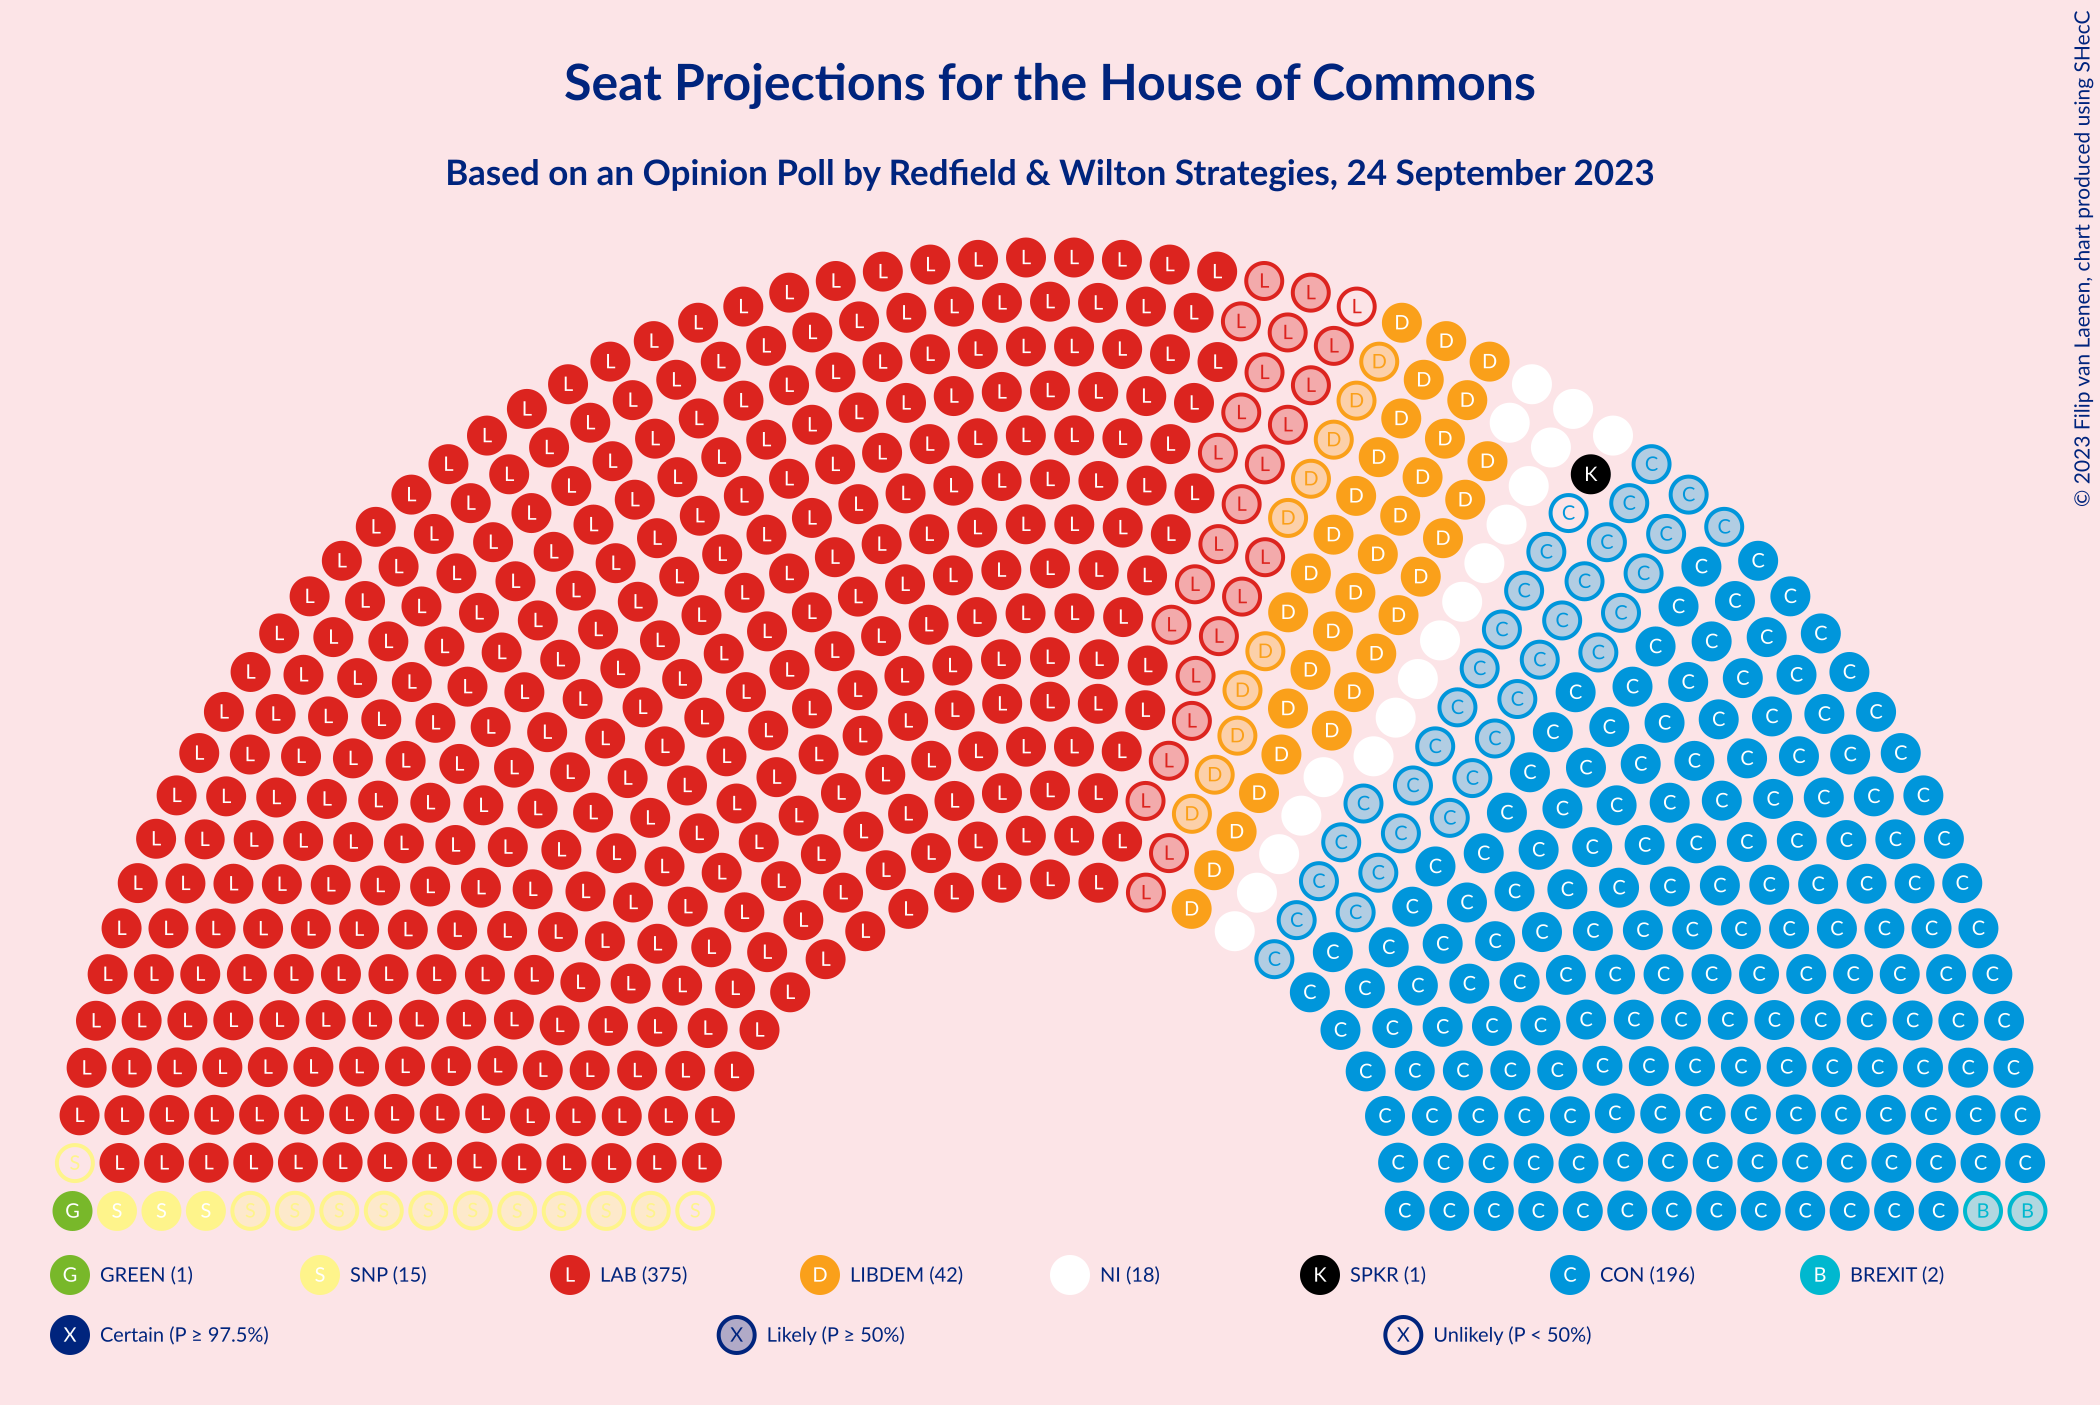 Seat Projections for the House of Commons
Based on an Opinion Poll by Redfield & Wilton Strategies, 24 September 2023
© 2023 Filip van Laenen, chart produced using SHecC
G GREEN (1) S SNP (15) L LAB (375) D LIBDEM (42) NI (18) K SPKR (1) C CON (196) B BREXIT (2)
X Certain (P ≥ 97.5%) X Likely (P ≥ 50%) X Unlikely (P < 50%)